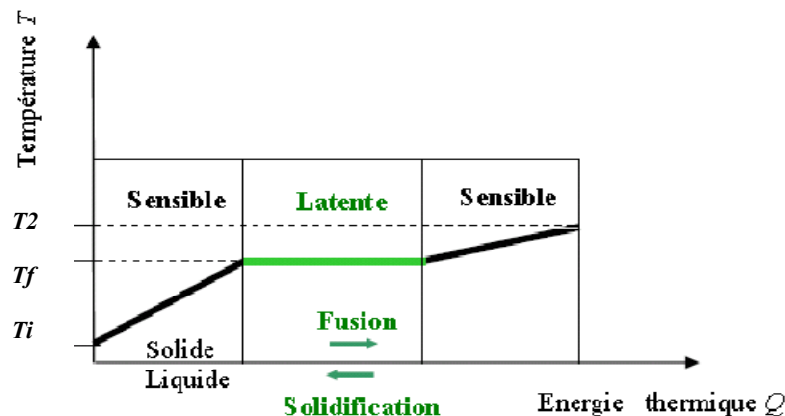 Température T
Sensible
Latente
Sensible
T2
Tf
Ti
Fusion
Solide
Liquide
Solidification
Energie thermique Q